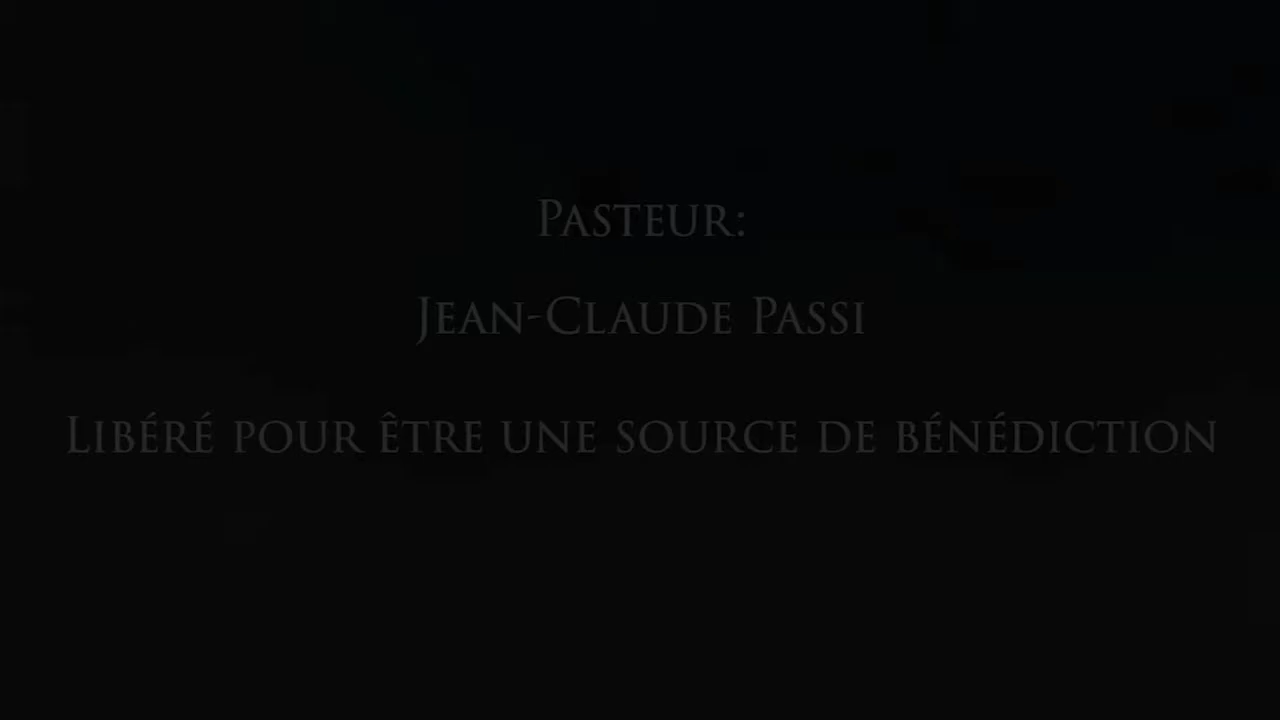 Pasteur:
Jean-Claude Passi
Libéré pour être une source de bénédiction